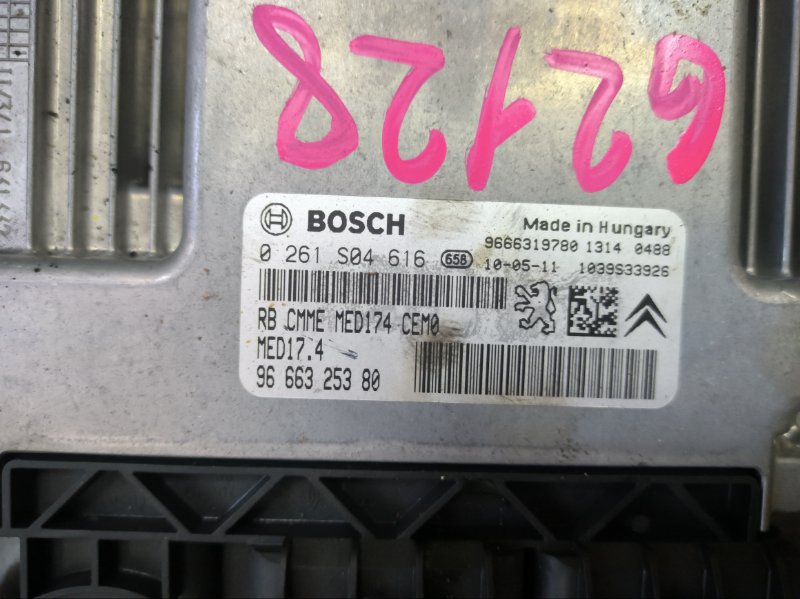 62128
BOSCH
Made in Hungary
0 261 S04 616 658
9666319780 1314 0488
10-05-11 1039S33926
RB CMME MED174 CEM0
MED17.4
96 663 253 80